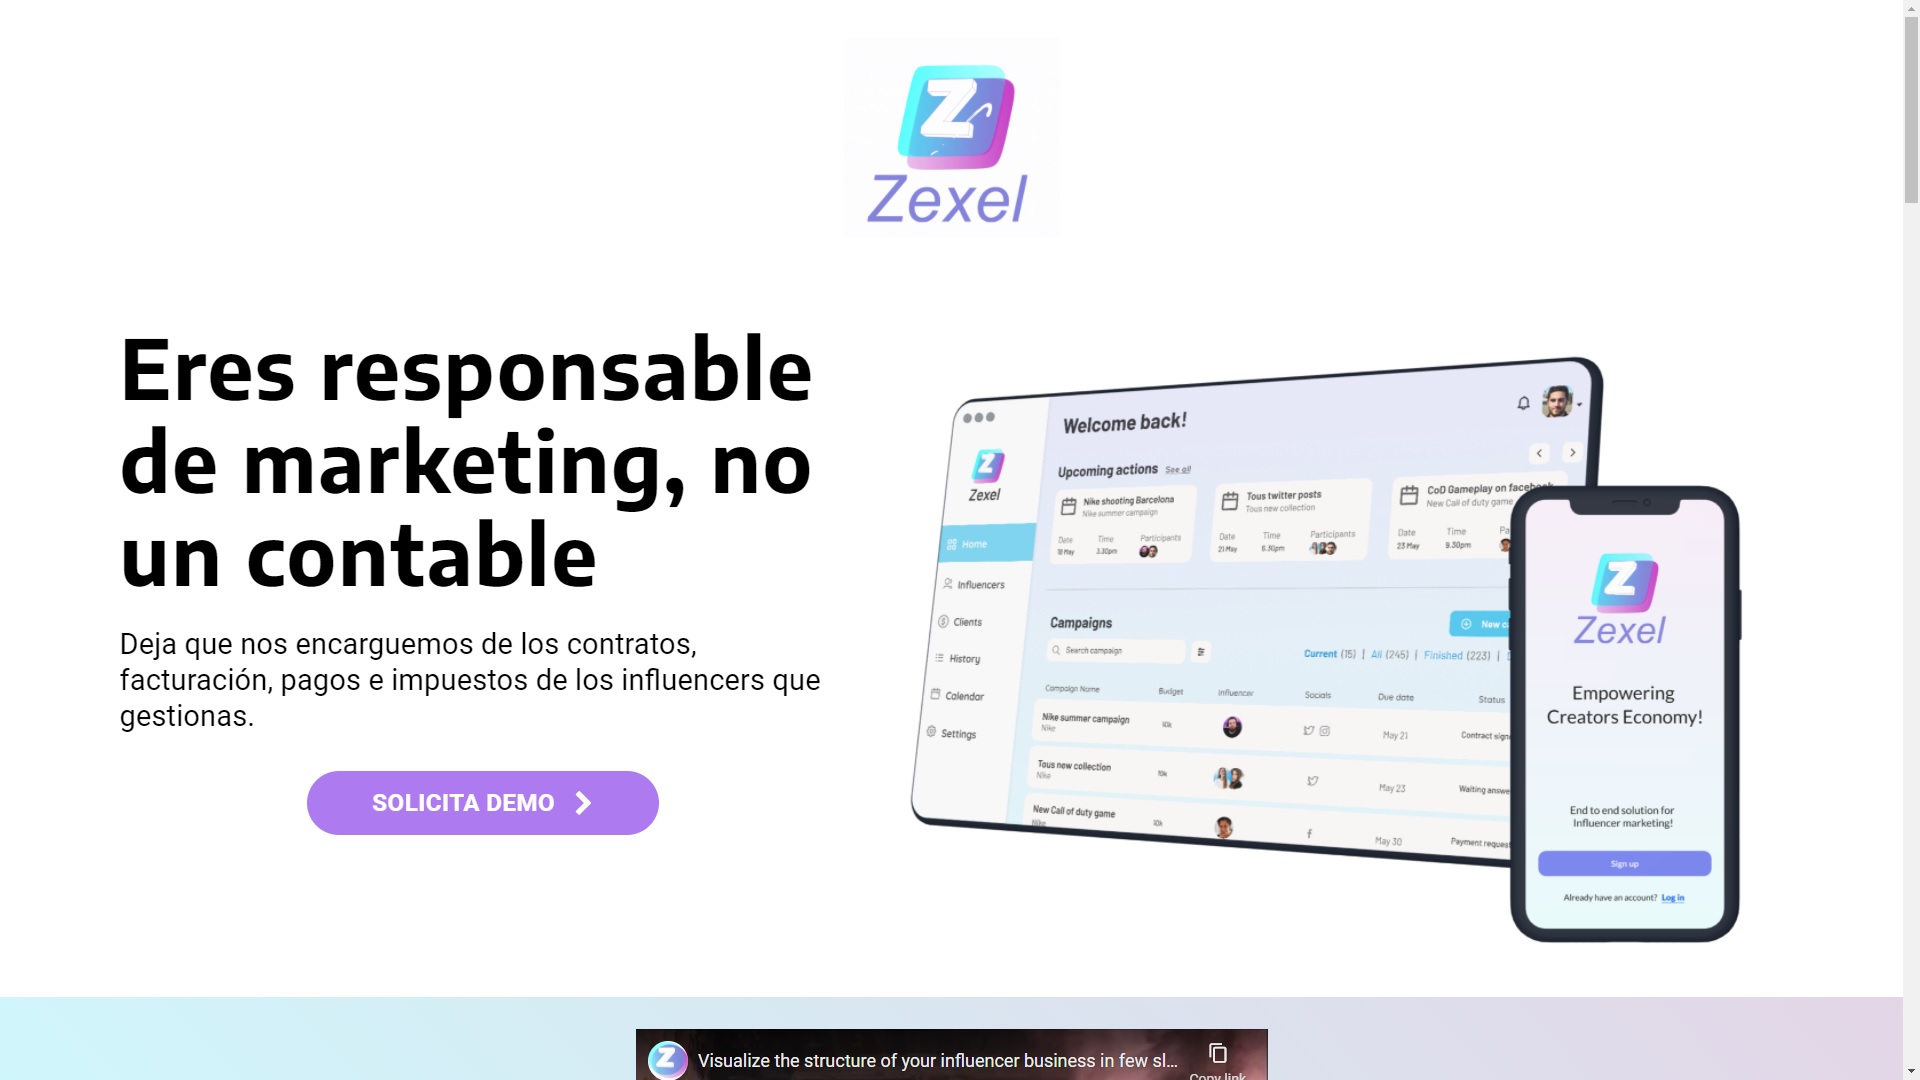 Z
Zexel
Eres responsable
de marketing, no
un contable
Deja que nos encarguemos de los contratos,
facturación, pagos e impuestos de los influencers que
gestionas.
SOLICITA DEMO
Z
Zexel
Home
Influencers
Clients
History
Calendar
Settings
Welcome back!
Upcoming actions See all
Nike shooting Barcelona
Nike summer campaign
Date Time Participants
18 May 3.30pm
Tous twitter posts
Tous new collection
Date Time Participants
21 May 6.30pm
CoD Gameplay on facebook
New Call of duty game
Date Time Pa
23 May 9.30pm
Campaigns
New ca
Search campaign
Current (15) | All (245) | Finished (223) |
Campaign Name Budget Influencer Socials Due date Status
Nike summer campaign
Nike
10k May 21 Contract sign
Tous new collection
Nike
10k May 23 Waiting answe
New Call of duty game
Nike
10k May 30 Payment reques
Z
Zexel
Empowering
Creators Economy!
End to end solution for
Influencer marketing!
Sign up
Already have an account? Log in
Z
Visualize the structure of your influencer business in few sl...
Copy link